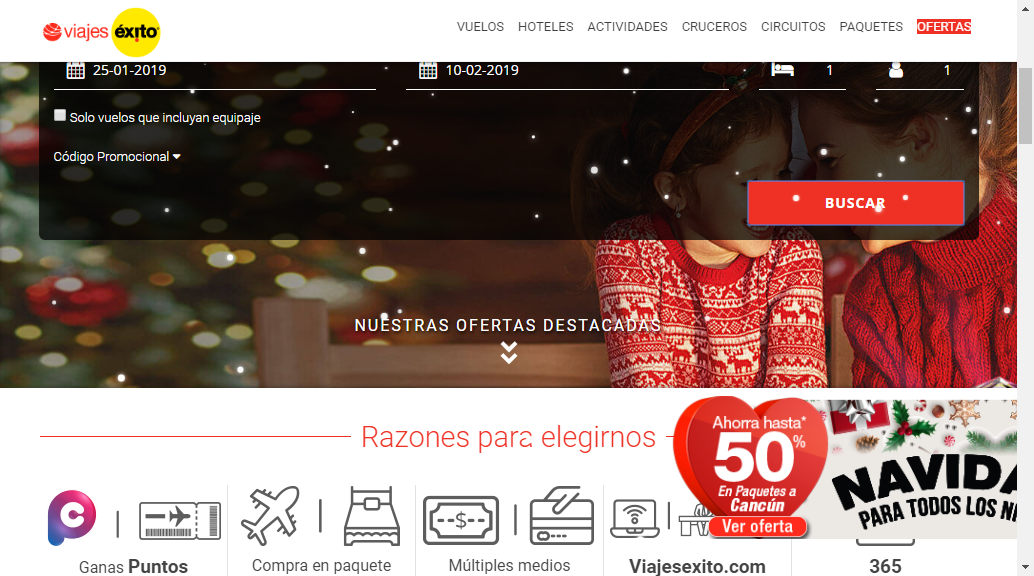 viajes éxito
VUELOS HOTELES ACTIVIDADES CRUCEROS CIRCUITOS PAQUETES OFERTAS
25-01-2019 10-02-2019 1 1
Solo vuelos que incluyan equipaje
Código Promocional
BUSCAR
NUESTRAS OFERTAS DESTACADAS
Razones para elegirnos
Ahorra hasta*
50%
En Paquetes a
Cancún
Ver oferta
NAVIDA
PARA TODOS LOS NI
Ganas Puntos
Compra en paquete
Múltiples medios
Viajesexito.com
365